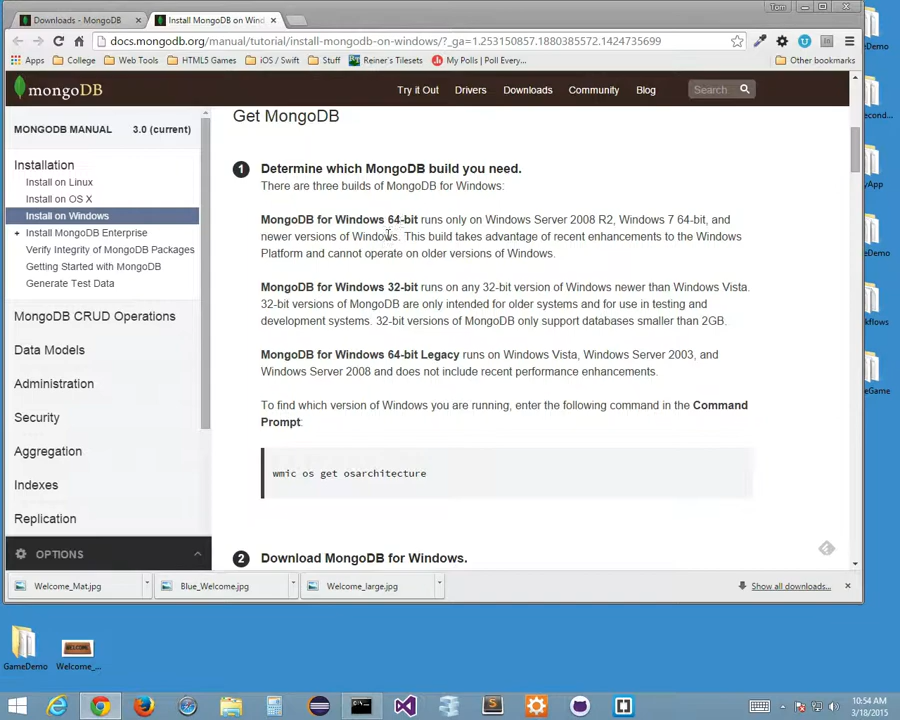 Tom
Downloads - MongoDB
Install MongoDB on Win
docs.mongodb.org/manual/tutorial/install-mongodb-on-windows/?_ga=1.253150857.1880385572.1424735699
Apps
College
Web Tools
HTML5 Games
iOS / Swift
Stuff
Reiner's Tilesets
My Polls | Poll Every...
Other bookmarks
mongoDB
Try it Out
Drivers
Downloads
Community
Blog
Search
MONGODB MANUAL 3.0 (current)
Installation
Install on Linux
Install on OS X
Install on Windows
+ Install MongoDB Enterprise
Verify Integrity of MongoDB Packages
Getting Started with MongoDB
Generate Test Data
MongoDB CRUD Operations
Data Models
Administration
Security
Aggregation
Indexes
Replication
OPTIONS
Get MongoDB
1 Determine which MongoDB build you need.
There are three builds of MongoDB for Windows:
MongoDB for Windows 64-bit runs only on Windows Server 2008 R2, Windows 7 64-bit, and
newer versions of Windows. This build takes advantage of recent enhancements to the Windows
Platform and cannot operate on older versions of Windows.
MongoDB for Windows 32-bit runs on any 32-bit version of Windows newer than Windows Vista.
32-bit versions of MongoDB are only intended for older systems and for use in testing and
development systems. 32-bit versions of MongoDB only support databases smaller than 2GB.
MongoDB for Windows 64-bit Legacy runs on Windows Vista, Windows Server 2003, and
Windows Server 2008 and does not include recent performance enhancements.
To find which version of Windows you are running, enter the following command in the Command
Prompt:
wmic os get osarchitecture
2 Download MongoDB for Windows.
Welcome_Mat.jpg
Blue_Welcome.jpg
Welcome_large.jpg
Show all downloads...
eDemo
econd...
yApp
eDemo
kflows
eGame
GameDemo
Welcome_...
10:54 AM
3/18/2015